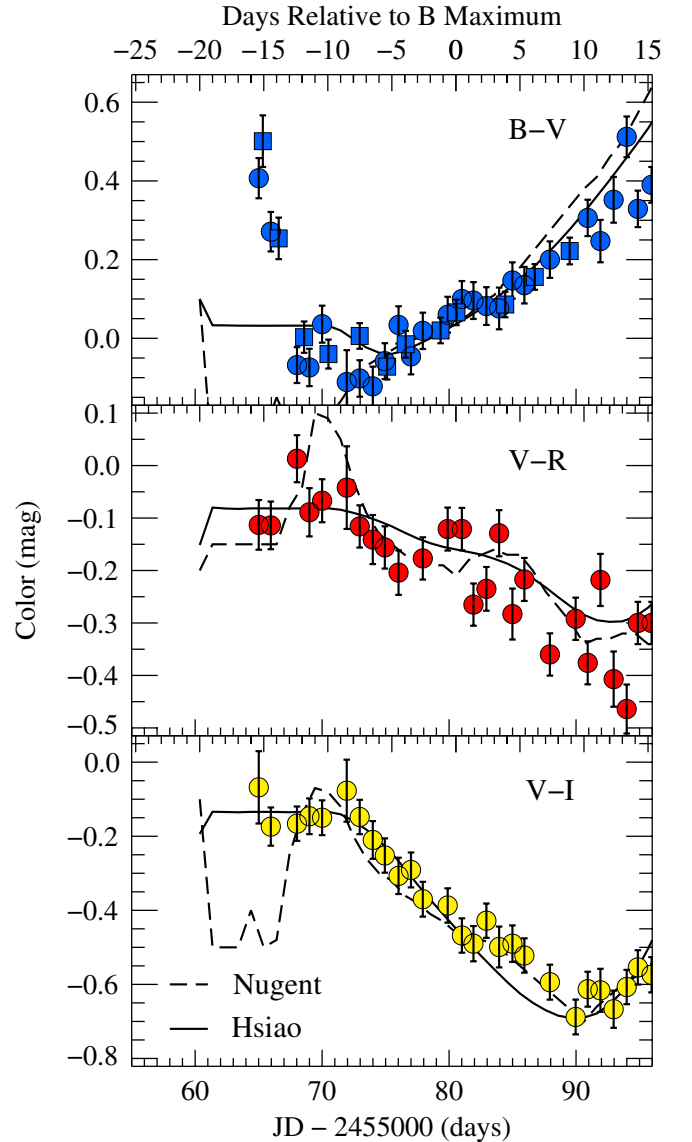 Days Relative to B Maximum
−25 −20 −15 −10 −5 0 5 10 15
0.6
B−V
0.4
0.2
0.0
0.1
V−R
0.0
−0.1
−0.2
−0.3
−0.4
−0.5
Color (mag)
0.0
V−I
−0.2
−0.4
−0.6
Nugent
Hsiao
−0.8
60 70 80 90
JD − 2455000 (days)